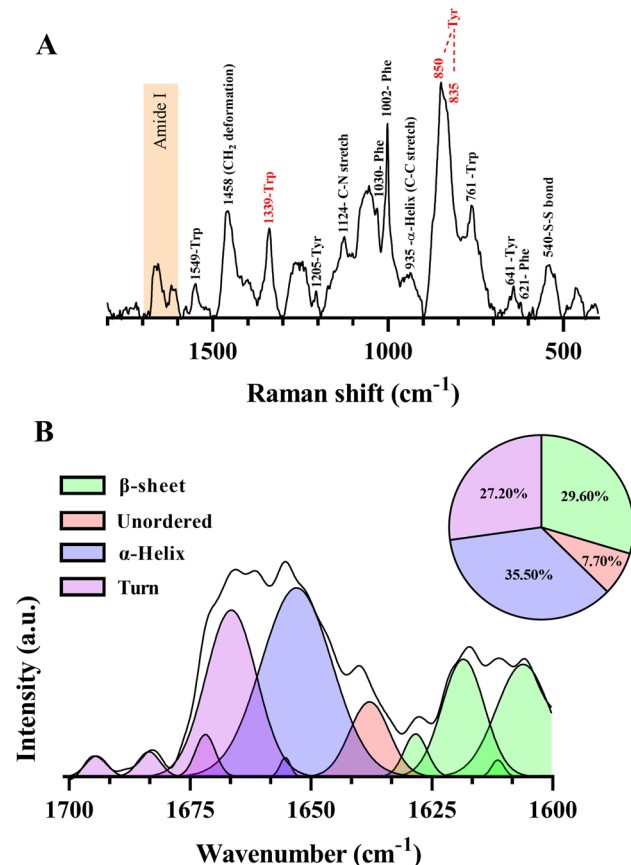 A
Amide I
1549-Trp
1458 (CH2 deformation)
1339-Trp
1205-Tyr
1124- C-N stretch
1030- Phe
1002- Phe
935 -α-Helix (C-C stretch)
850
835
Tyr
761 -Trp
641 -Tyr
621- Phe
540-S-S bond
1500 1000 500
Raman shift (cm-1)
B
β-sheet
Unordered
α-Helix
Turn
27.20%
29.60%
7.70%
35.50%
Intensity (a.u.)
1700 1675 1650 1625 1600
Wavenumber (cm-1)